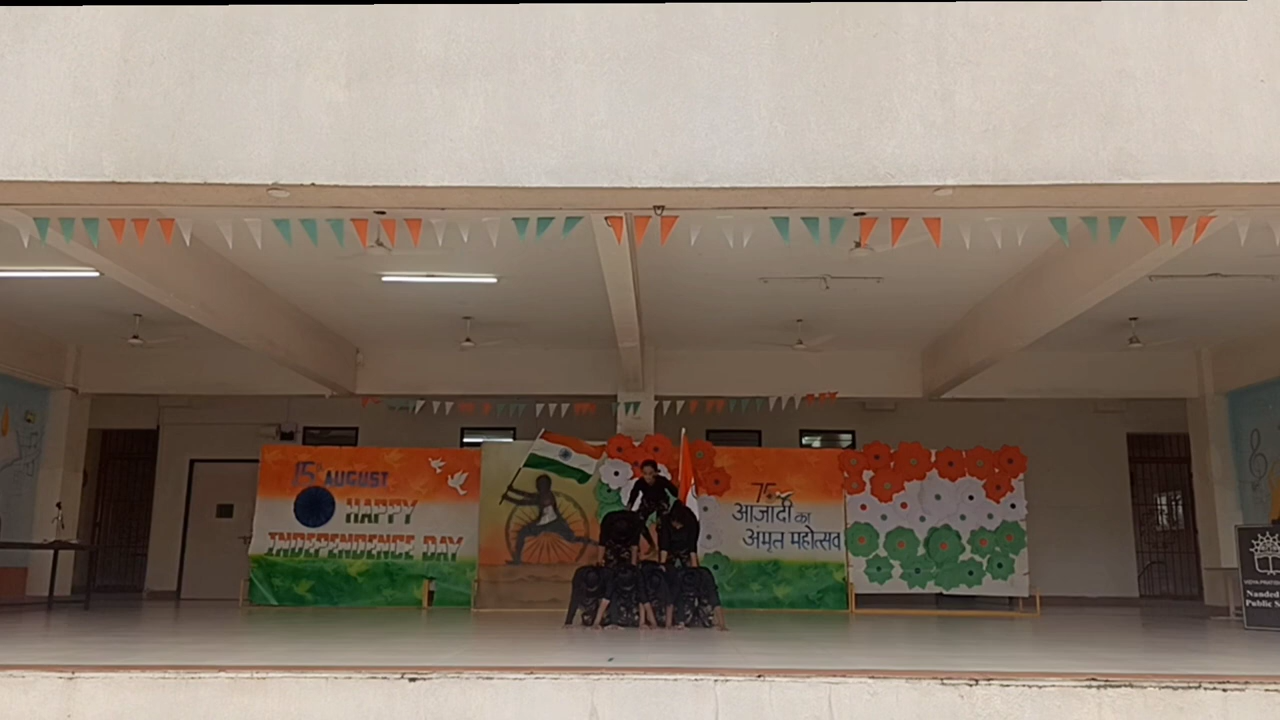 15th AUGUST
HAPPY
INDEPENDENCE DAY
75
आज़ादी का
अमृत महोत्सव
Nanded
Public S